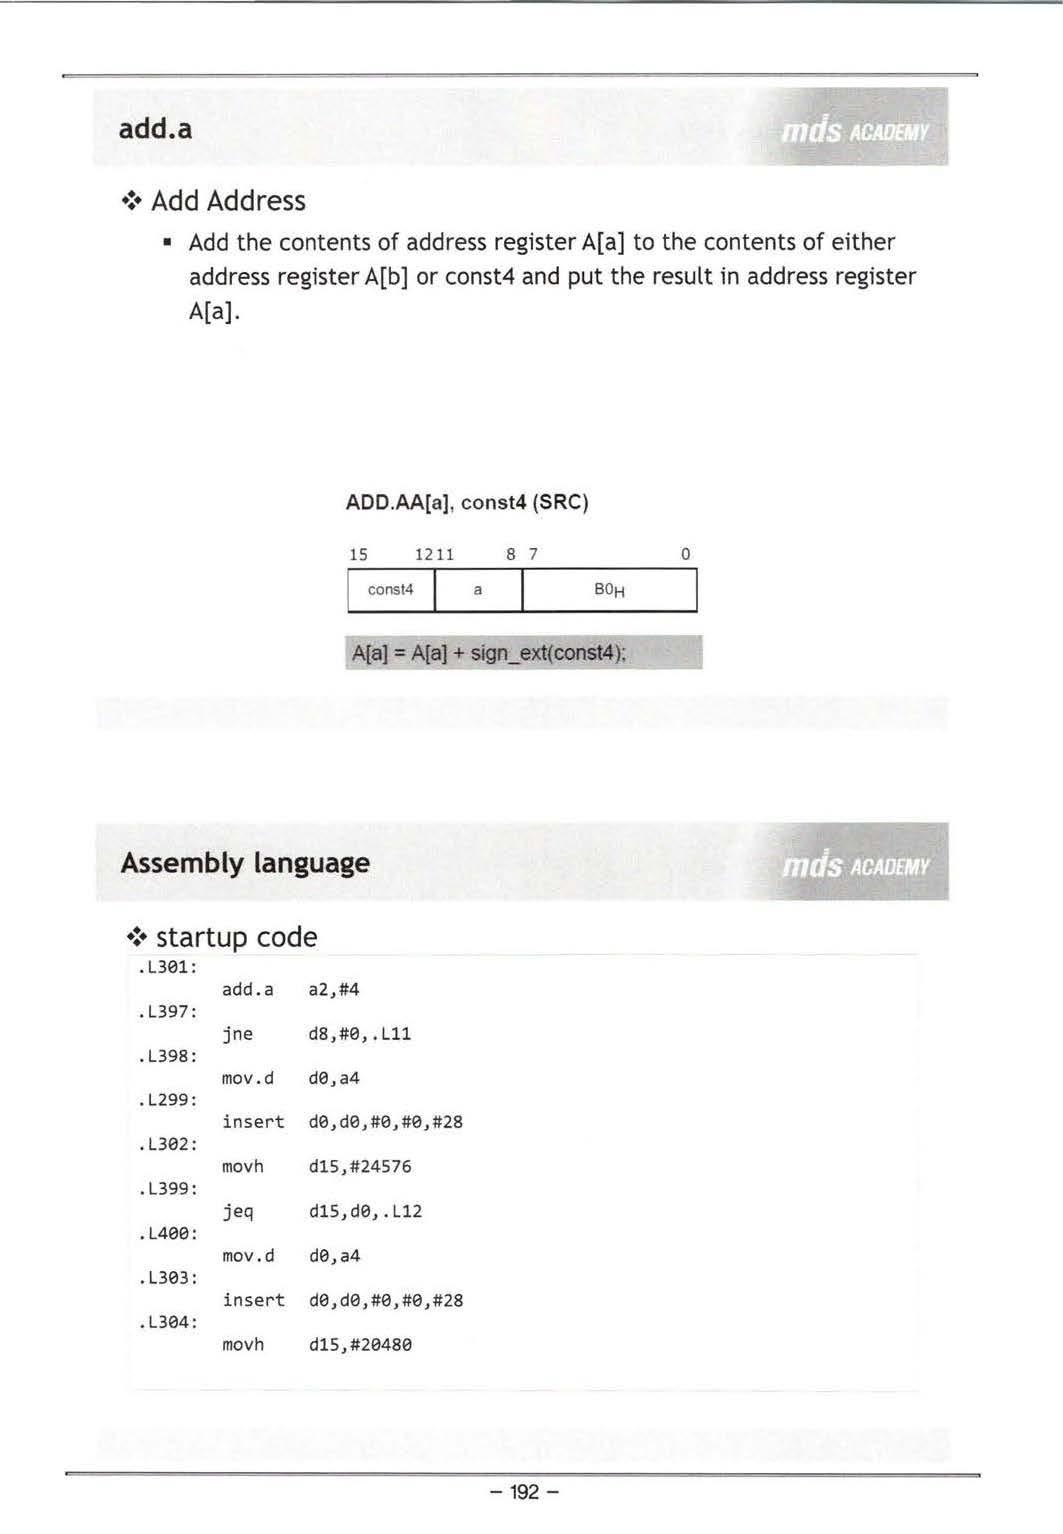 add.a
mds ACADEMY
Add Address
Add the contents of address register A[a] to the contents of either
address register A[b] or const4 and put the result in address register
A[a].
ADD.AA[a], const4 (SRC)
15 12 11 8 7 0
const4 a B0H
A[a] = A[a] + sign_ext(const4);
Assembly language
mds ACADEMY
startup code
.L301:
add.a a2,#4
.L397:
jne d8,#0,.L11
.L398:
mov.d d0,a4
.L299:
insert d0,d0,#0,#0,#28
.L302:
movh d15,#24576
.L399:
jeq d15,d0,.L12
.L400:
mov.d d0,a4
.L303:
insert d0,d0,#0,#0,#28
.L304:
movh d15,#20480
- 192 -